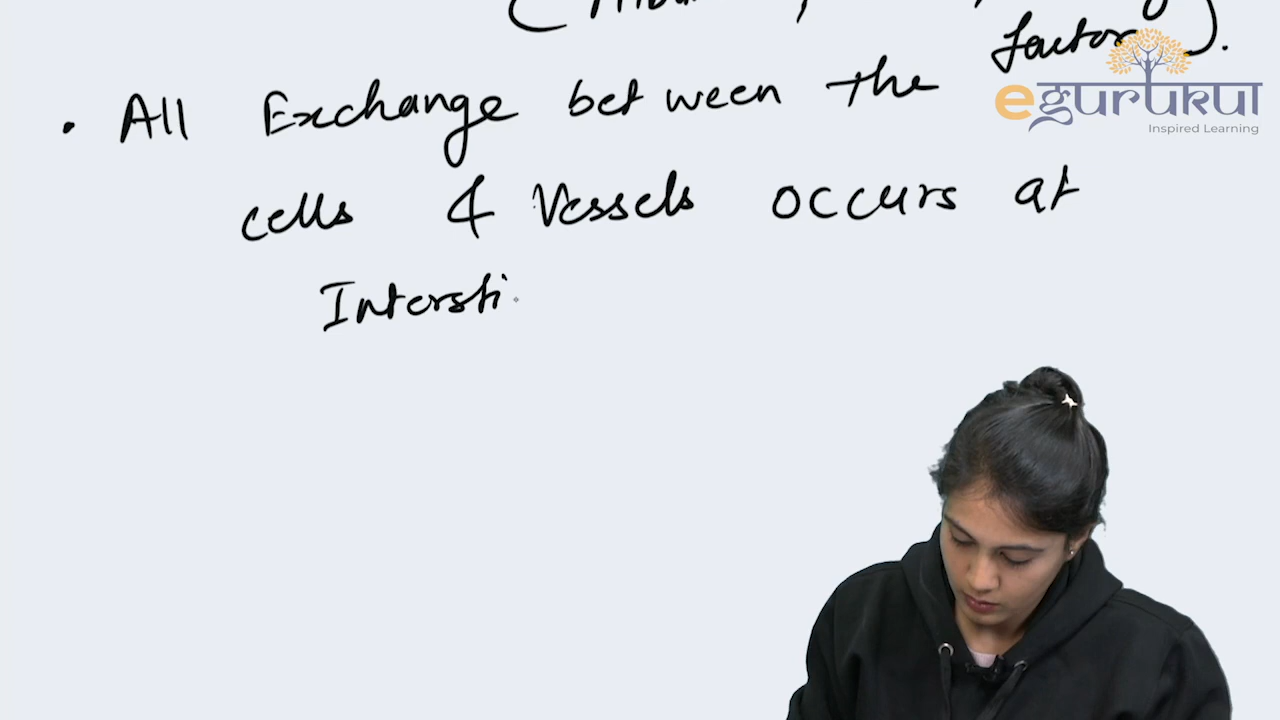 factor).
• All Exchange between the
cells & Vessels occurs at
Intersti
egurukul
Inspired Learning